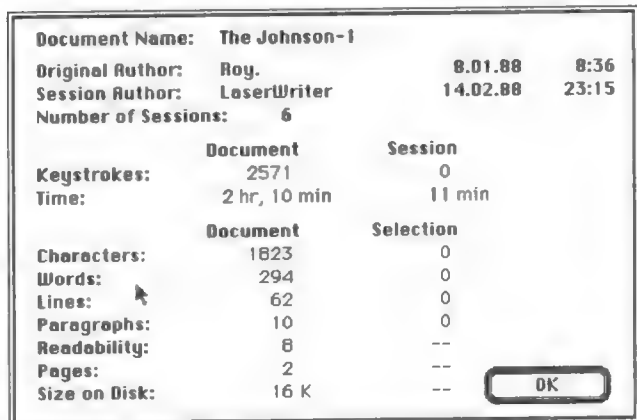 Document Name: The Johnson-1
Original Author: Roy. 8.01.88 8:36
Session Author: LaserWriter 14.02.88 23:15
Number of Sessions: 6
Document Session
Keystrokes: 2571 0
Time: 2 hr, 10 min 11 min
Document Selection
Characters: 1823 0
Words: 294 0
Lines: 62 0
Paragraphs: 10 0
Readability: 8 --
Pages: 2 --
Size on Disk: 16 K --
OK